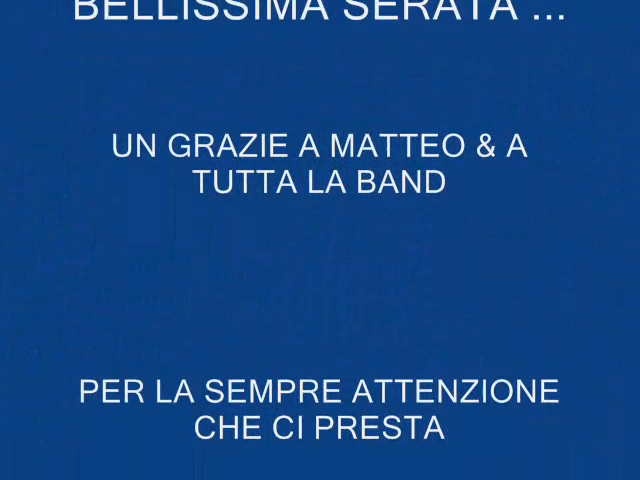 BELLISSIMA SERATA ...
UN GRAZIE A MATTEO & A
TUTTA LA BAND
PER LA SEMPRE ATTENZIONE
CHE CI PRESTA